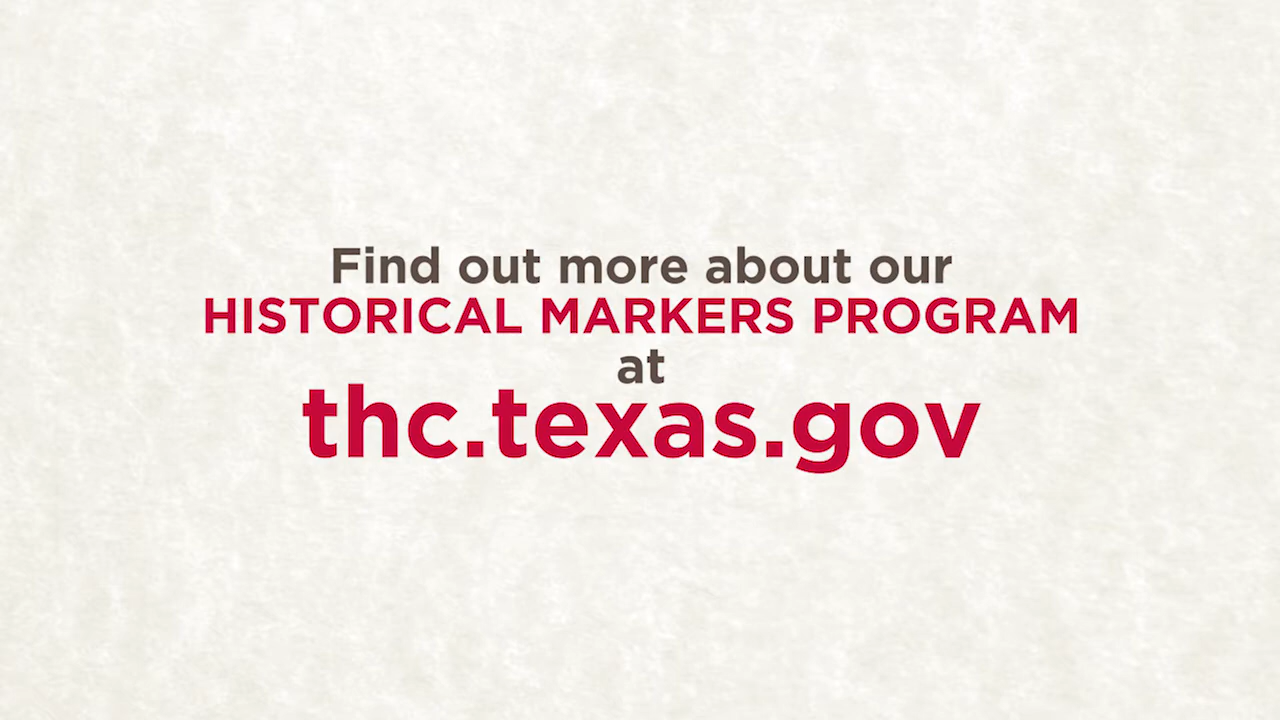 Find out more about our
HISTORICAL MARKERS PROGRAM
at
thc.texas.gov